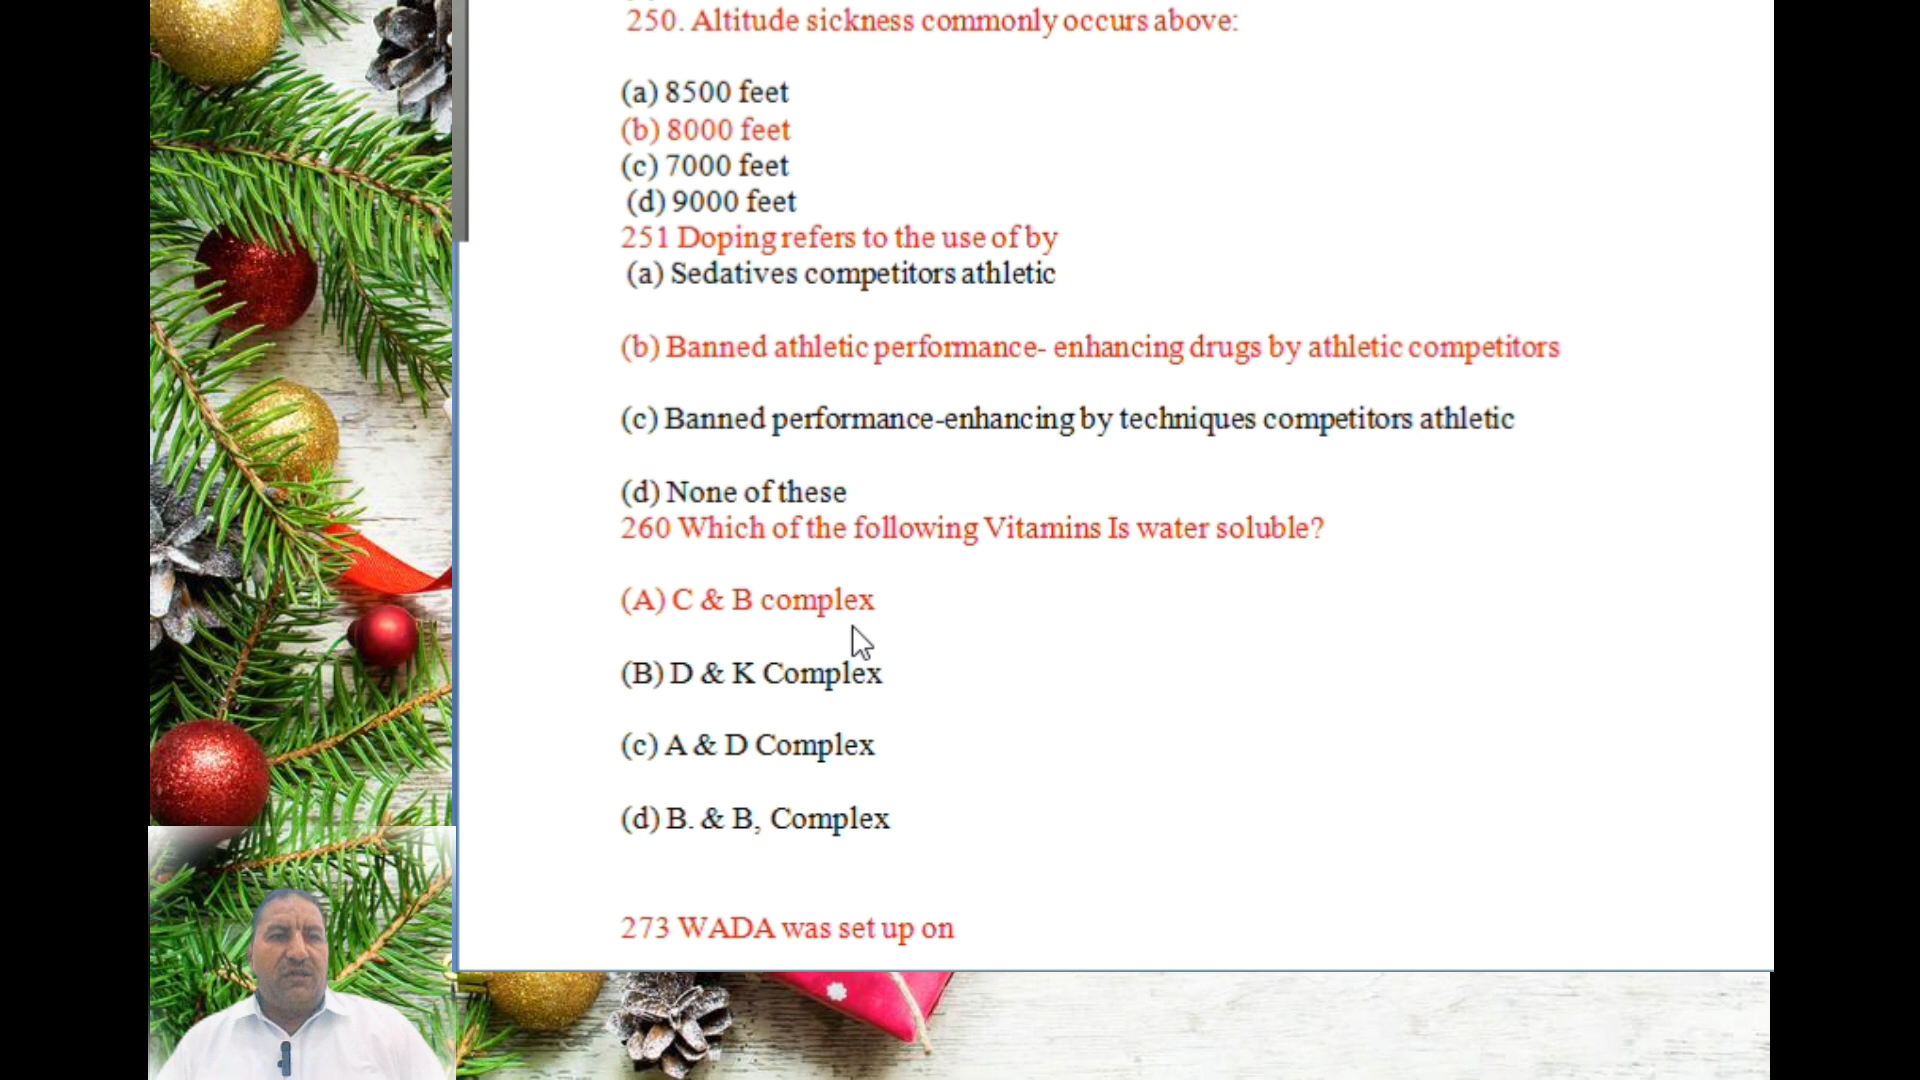 250. Altitude sickness commonly occurs above:
(a) 8500 feet
(b) 8000 feet
(c) 7000 feet
(d) 9000 feet
251 Doping refers to the use of by
(a) Sedatives competitors athletic
(b) Banned athletic performance- enhancing drugs by athletic competitors
(c) Banned performance-enhancing by techniques competitors athletic
(d) None of these
260 Which of the following Vitamins Is water soluble?
(A) C & B complex
(B) D & K Complex
(c) A & D Complex
(d) B. & B, Complex
273 WADA was set up on